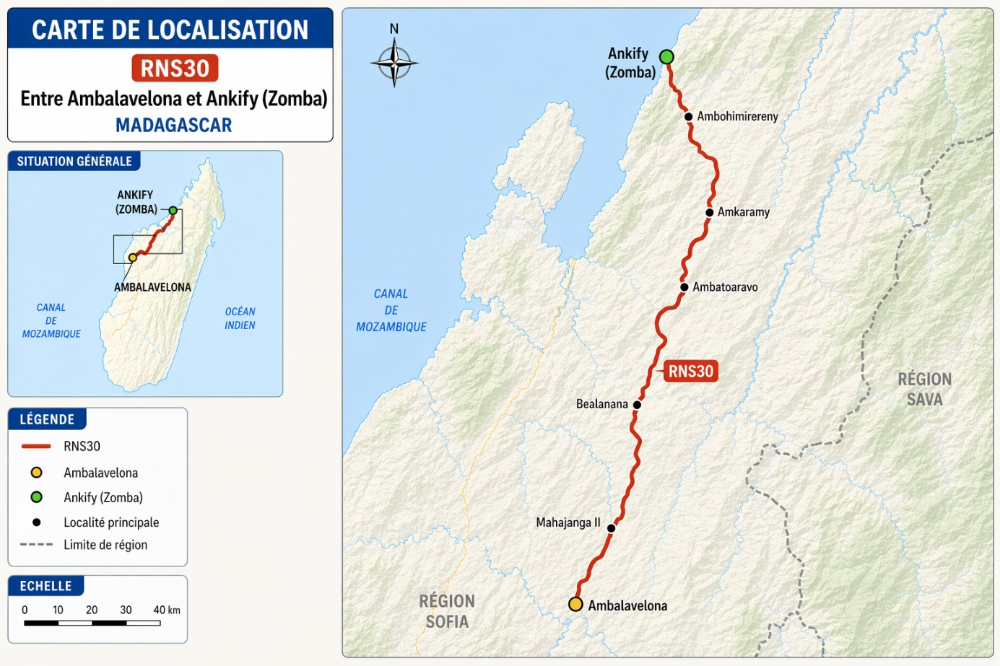 CARTE DE LOCALISATION
RNS30
Entre Ambalavelona et Ankify (Zomba)
MADAGASCAR
SITUATION GÉNÉRALE
ANKIFY
(ZOMBA)
AMBALAVELONA
CANAL
DE
MOZAMBIQUE
OCÉAN
INDIEN
LÉGENDE
RNS30
Ambalavelona
Ankify (Zomba)
Localité principale
Limite de région
ECHELLE
0 10 20 30 40 km
N
Ankify
(Zomba)
Ambohimirereny
Amkaramy
Ambatoaravo
CANAL
DE
MOZAMBIQUE
RNS30
RÉGION
SAVA
Bealanana
Mahajanga II
RÉGION
SOFIA
Ambalavelona